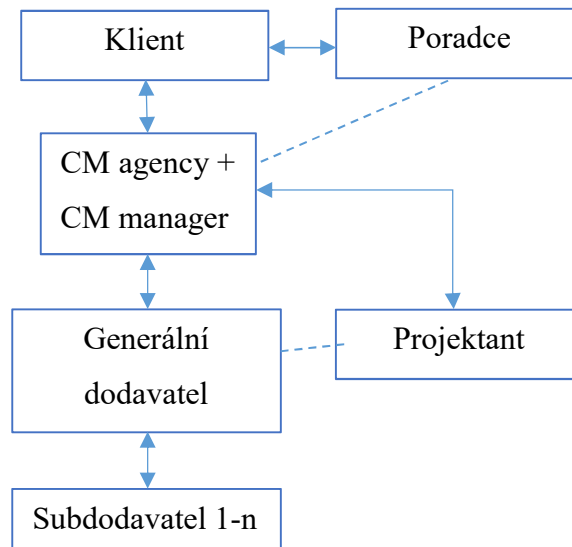 Klient
Poradce
CM agency +
CM manager
Generální
dodavatel
Projektant
Subdodavatel 1-n